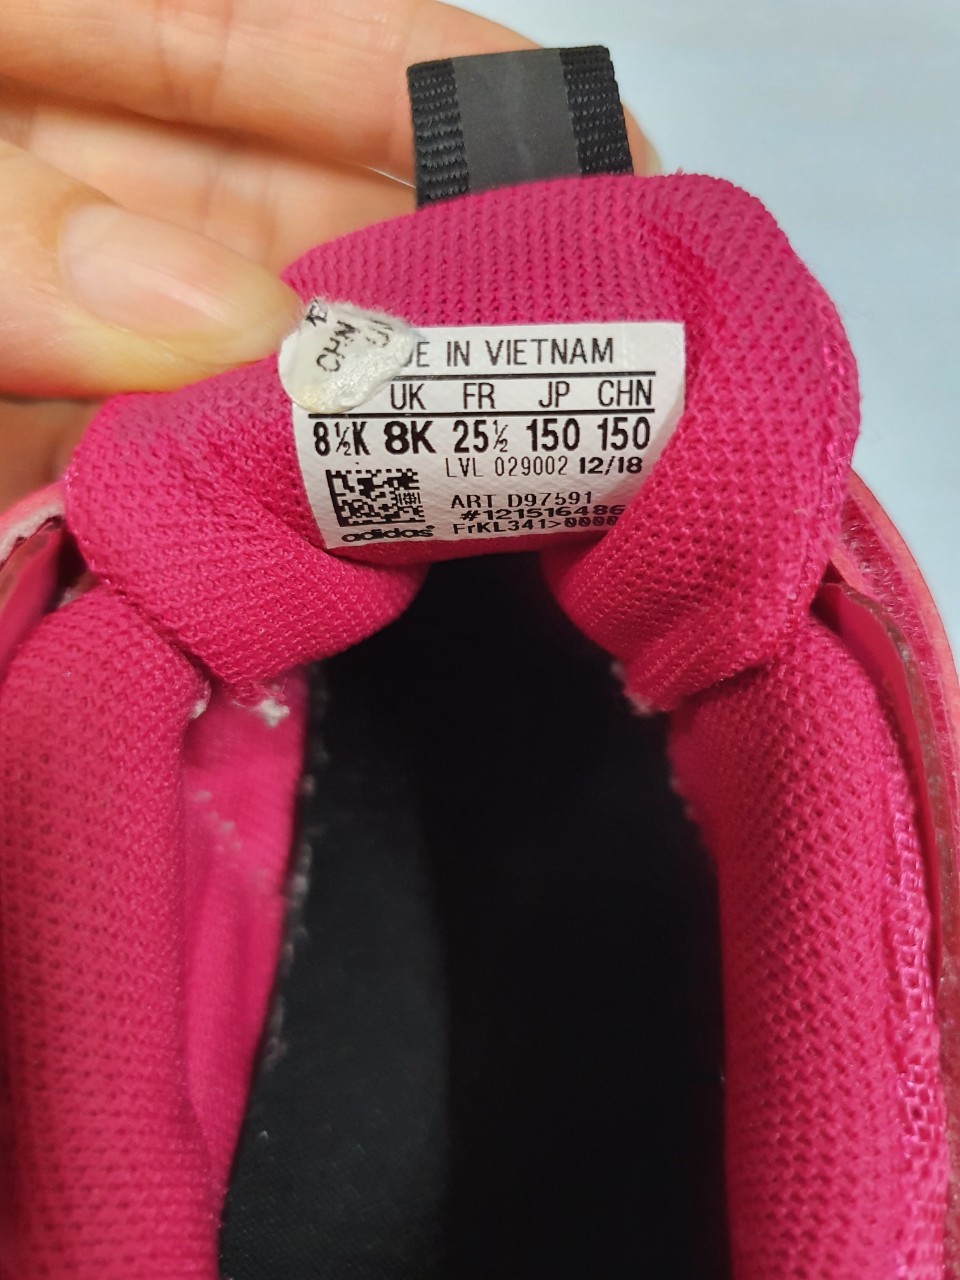 CHN
DE IN VIETNAM
UK FR JP CHN
8½K 8K 25½ 150 150
LVL 029002 12/18
ART D97591
#121516486
FrKL341>0000
adidas